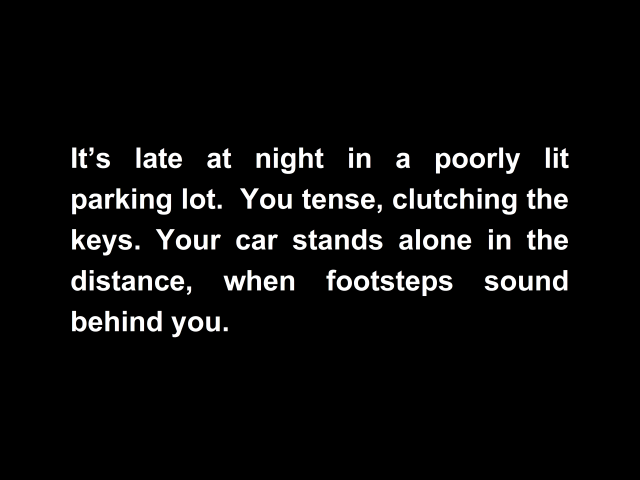 It’s late at night in a poorly lit
parking lot.  You tense, clutching the
keys. Your car stands alone in the
distance, when footsteps sound
behind you.